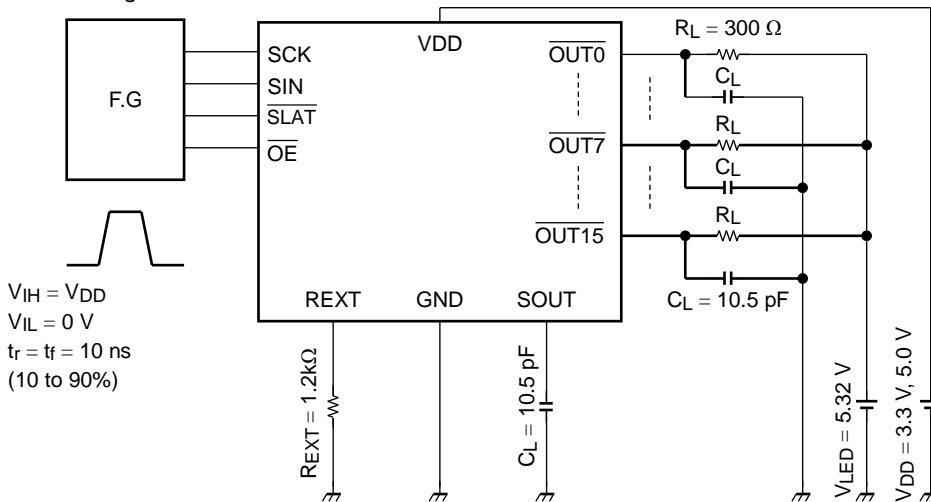 F.G
SCK
SIN
SLAT
OE
VDD
OUT0
OUT7
OUT15
REXT
GND
SOUT
RL = 300 Ω
CL
RL
CL
RL
CL = 10.5 pF
VIH = VDD
VIL = 0 V
tr = tf = 10 ns
(10 to 90%)
REXT = 1.2kΩ
CL = 10.5 pF
VLED = 5.32 V
VDD = 3.3 V, 5.0 V